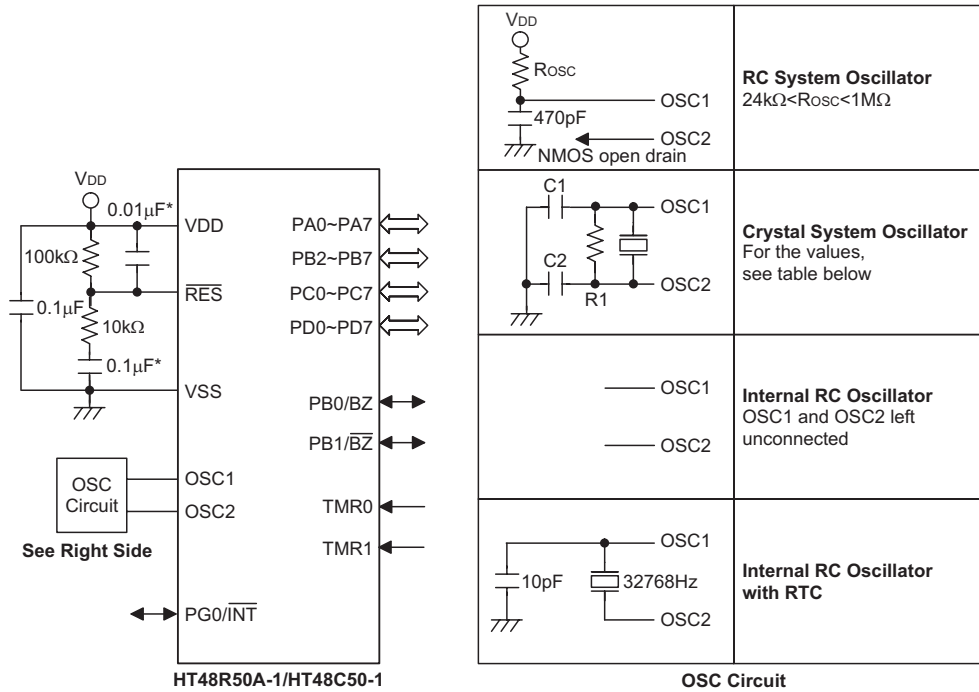 VDD
0.01μF*
100kΩ
0.1μF
10kΩ
0.1μF*
VDD
RES
VSS
OSC1
OSC2
PG0/INT
OSC
Circuit
See Right Side
PA0~PA7
PB2~PB7
PC0~PC7
PD0~PD7
PB0/BZ
PB1/BZ
TMR0
TMR1
HT48R50A-1/HT48C50-1
VDD
ROSC
OSC1
470pF
OSC2
NMOS open drain
RC System Oscillator
24kΩ<ROSC<1MΩ
C1
OSC1
C2
OSC2
R1
Crystal System Oscillator
For the values,
see table below
OSC1
OSC2
Internal RC Oscillator
OSC1 and OSC2 left
unconnected
OSC1
10pF
32768Hz
OSC2
Internal RC Oscillator
with RTC
OSC Circuit